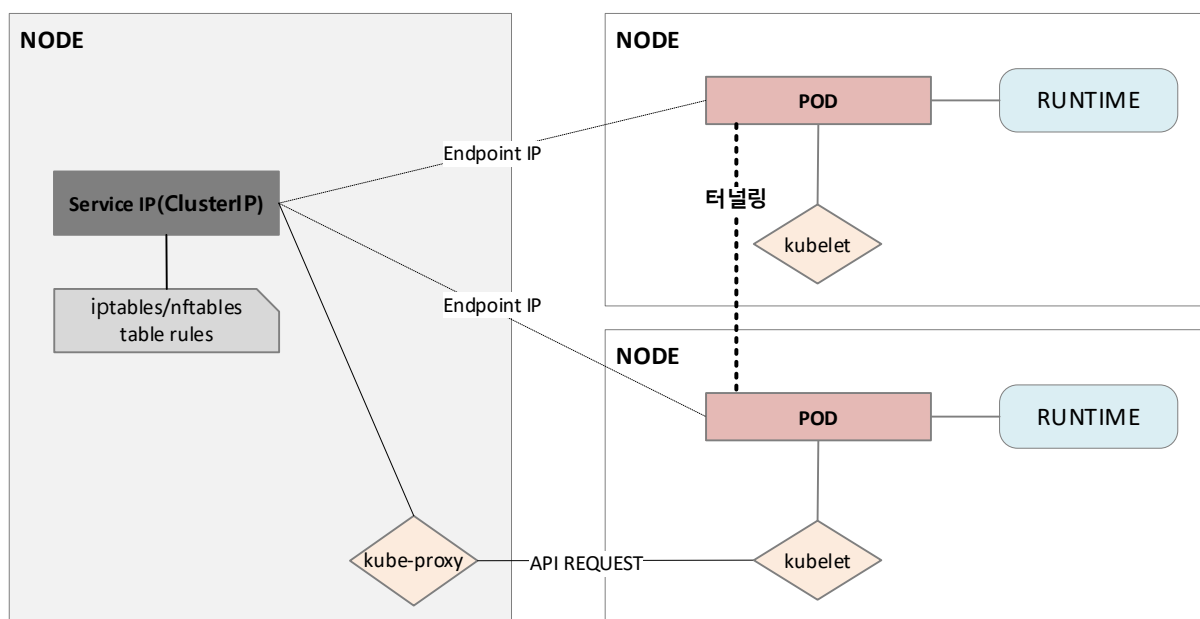 NODE
Service IP(ClusterIP)
iptables/nftables
table rules
Endpoint IP
Endpoint IP
kube-proxy
API REQUEST
NODE
POD
RUNTIME
터널링
kubelet
NODE
POD
RUNTIME
kubelet